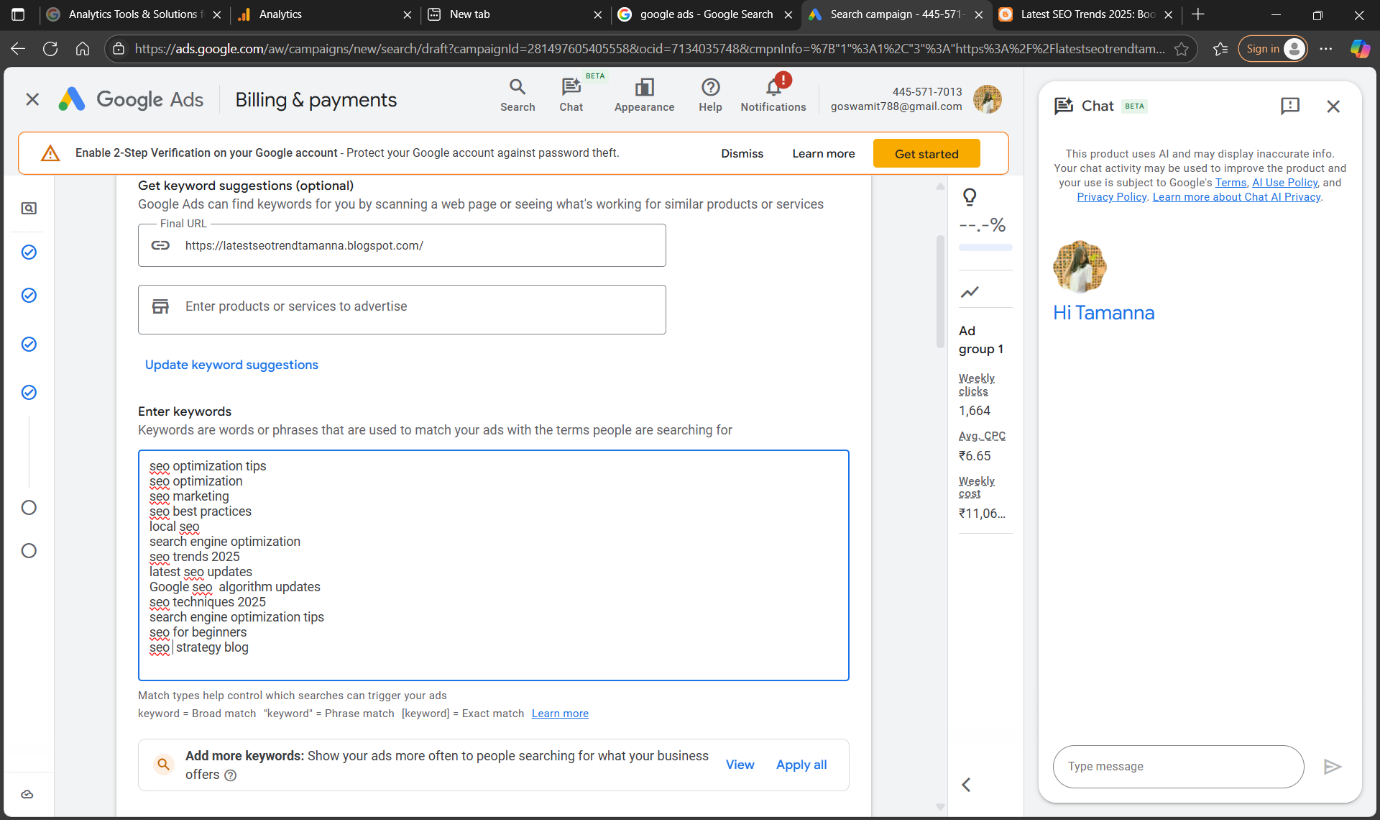 Analytics Tools & Solutions f
Analytics
New tab
google ads - Google Search
Search campaign - 445-571-
Latest SEO Trends 2025: Boo
https://ads.google.com/aw/campaigns/new/search/draft?campaignId=281497605405558&ocid=7134035748&cmpnInfo=%7B"1"%3A1%2C"3"%3A"https%3A%2F%2Flatestseotrendtam...
Sign in
Google Ads
Billing & payments
Search
BETA
Chat
Appearance
Help
!
Notifications
445-571-7013
goswamit788@gmail.com
Enable 2-Step Verification on your Google account - Protect your Google account against password theft.
Dismiss
Learn more
Get started
Get keyword suggestions (optional)
Google Ads can find keywords for you by scanning a web page or seeing what's working for similar products or services
Final URL
https://latestseotrendtamanna.blogspot.com/
Enter products or services to advertise
Update keyword suggestions
Enter keywords
Keywords are words or phrases that are used to match your ads with the terms people are searching for
seo optimization tips
seo optimization
seo marketing
seo best practices
local seo
search engine optimization
seo trends 2025
latest seo updates
Google seo  algorithm updates
seo techniques 2025
search engine optimization tips
seo for beginners
seo  strategy blog
Match types help control which searches can trigger your ads
keyword = Broad match  "keyword" = Phrase match  [keyword] = Exact match  Learn more
Add more keywords: Show your ads more often to people searching for what your business
offers
View
Apply all
--.-%
Ad
group 1
Weekly
clicks
1,664
Avg. CPC
₹6.65
Weekly
cost
₹11,06...
Chat BETA
This product uses AI and may display inaccurate info.
Your chat activity may be used to improve the product and
your use is subject to Google's Terms, AI Use Policy, and
Privacy Policy. Learn more about Chat AI Privacy.
Hi Tamanna
Type message